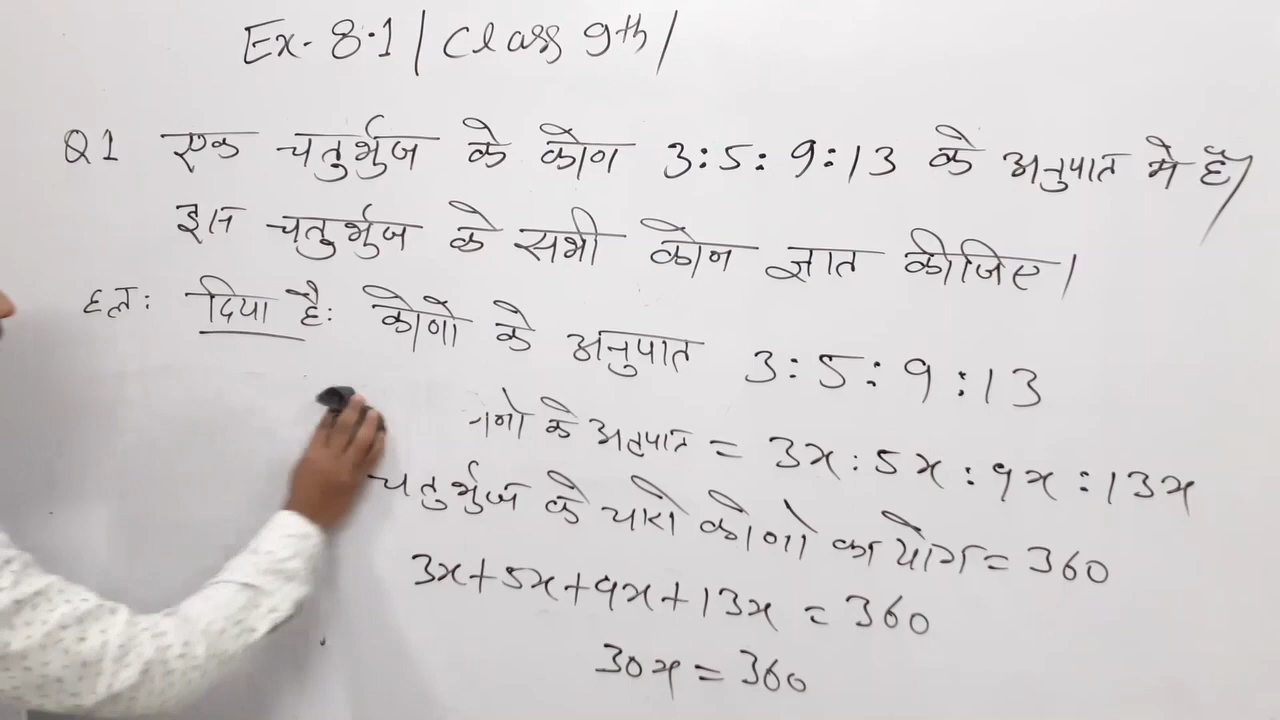 Ex- 8.1 | Class 9th |
Q1 एक चतुर्भुज के कोण 3:5:9:13 के अनुपात में हैं।
इस चतुर्भुज के सभी कोन ज्ञात कीजिए।
हल: दिया है: कोणो के अनुपात 3:5:9:13
के अनुपात = 3x:5x:9x:13x
चतुर्भुज के चारो कोणो का योग = 360
3x+5x+9x+13x = 360
30x = 360